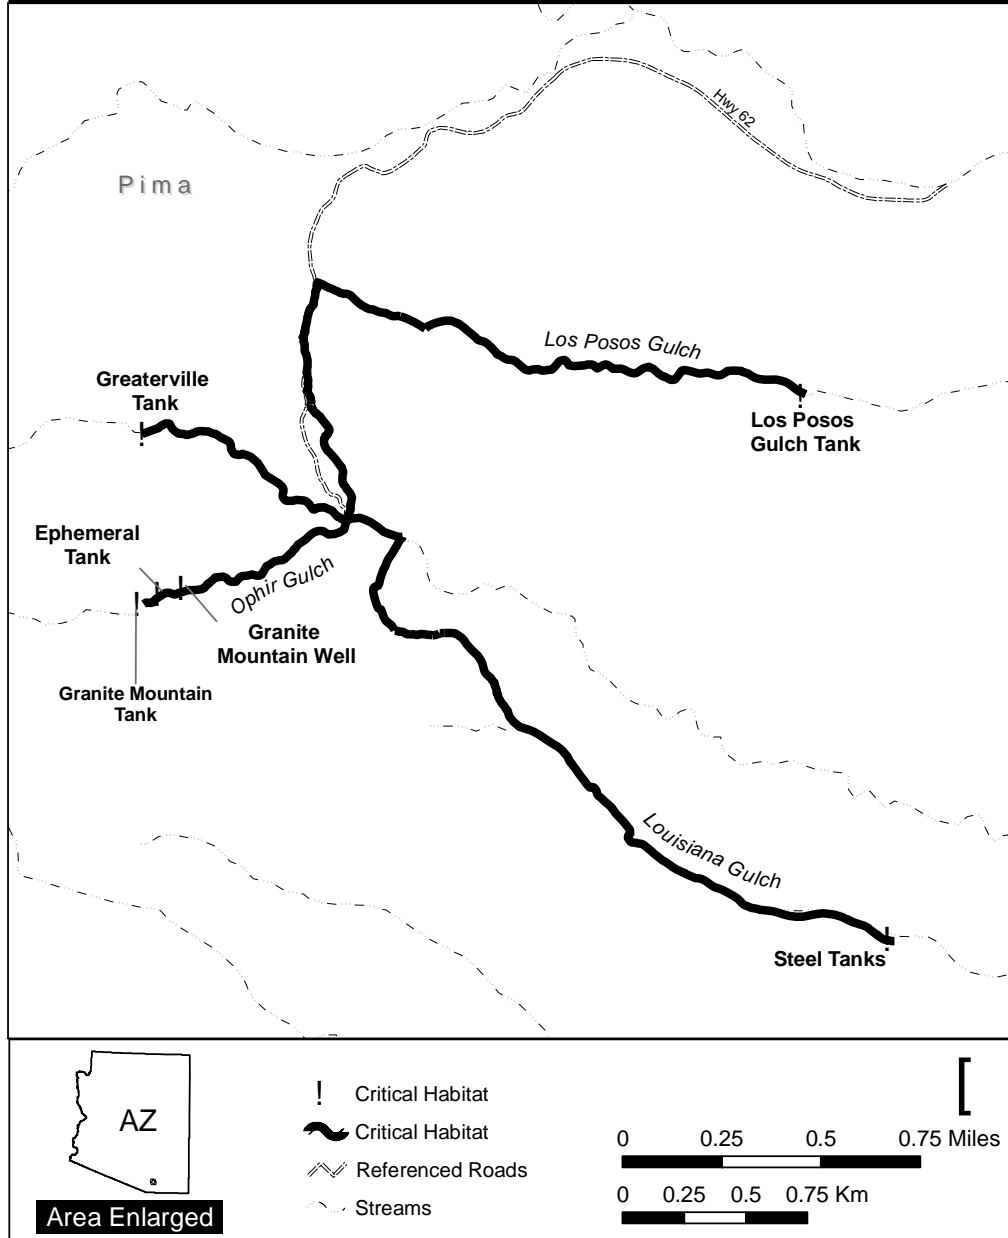 Hwy 62
Pima
Los Posos Gulch
Greaterville
Tank
Los Posos
Gulch Tank
Ephemeral
Tank
Ophir Gulch
Granite
Mountain Well
Granite Mountain
Tank
Louisiana Gulch
Steel Tanks
AZ
Area Enlarged
! Critical Habitat
Critical Habitat
Referenced Roads
Streams
[
0 0.25 0.5 0.75 Miles
0 0.25 0.5 0.75 Km